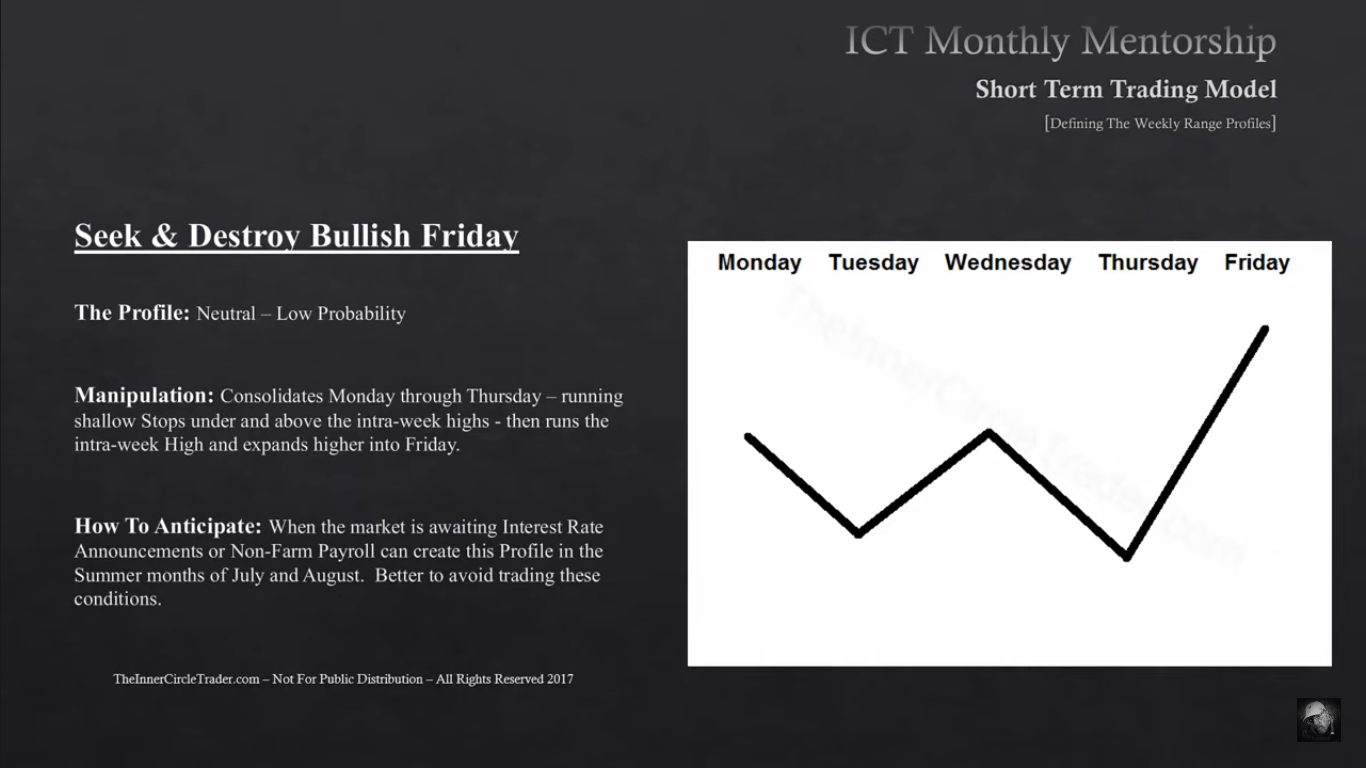 ICT Monthly Mentorship
Short Term Trading Model
[Defining The Weekly Range Profiles]
Seek & Destroy Bullish Friday
The Profile: Neutral – Low Probability
Manipulation: Consolidates Monday through Thursday – running
shallow Stops under and above the intra-week highs - then runs the
intra-week High and expands higher into Friday.
How To Anticipate: When the market is awaiting Interest Rate
Announcements or Non-Farm Payroll can create this Profile in the
Summer months of July and August.  Better to avoid trading these
conditions.
TheInnerCircleTrader.com – Not For Public Distribution – All Rights Reserved 2017
Monday Tuesday Wednesday Thursday Friday
TheInnerCircleTrader.com